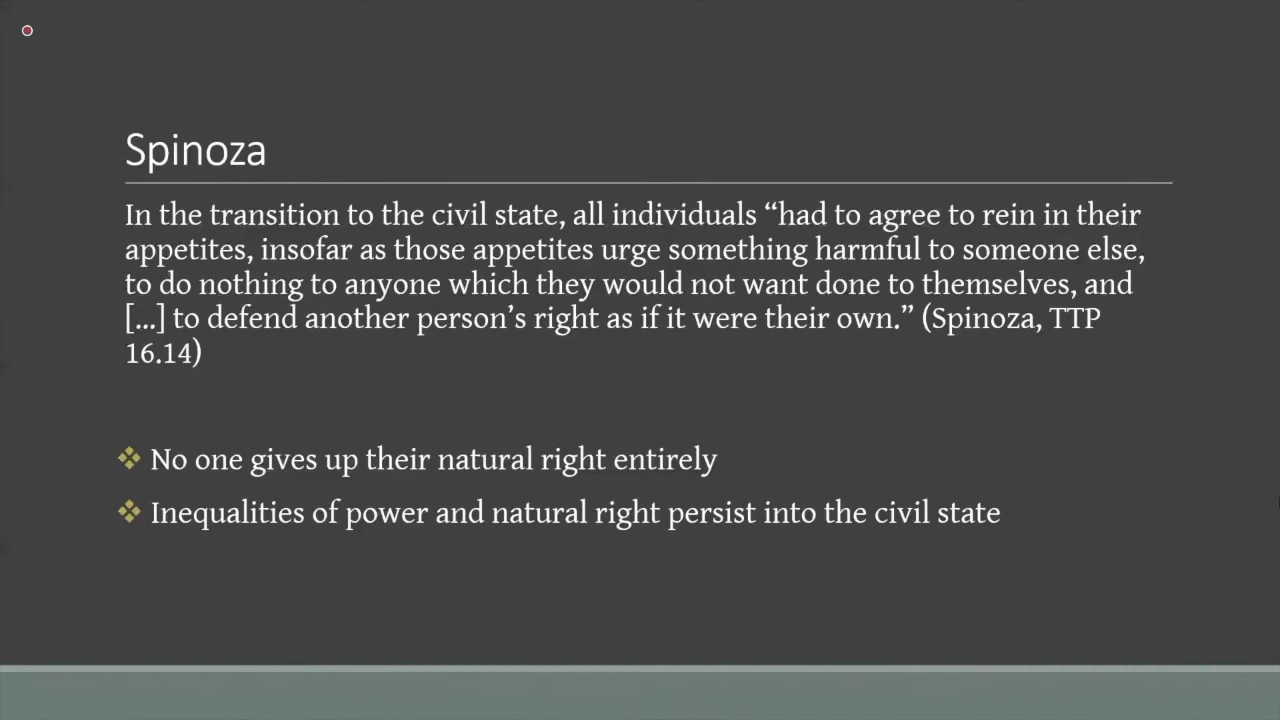 Spinoza
In the transition to the civil state, all individuals “had to agree to rein in their
appetites, insofar as those appetites urge something harmful to someone else,
to do nothing to anyone which they would not want done to themselves, and
[...] to defend another person’s right as if it were their own.” (Spinoza, TTP
16.14)
❖ No one gives up their natural right entirely
❖ Inequalities of power and natural right persist into the civil state